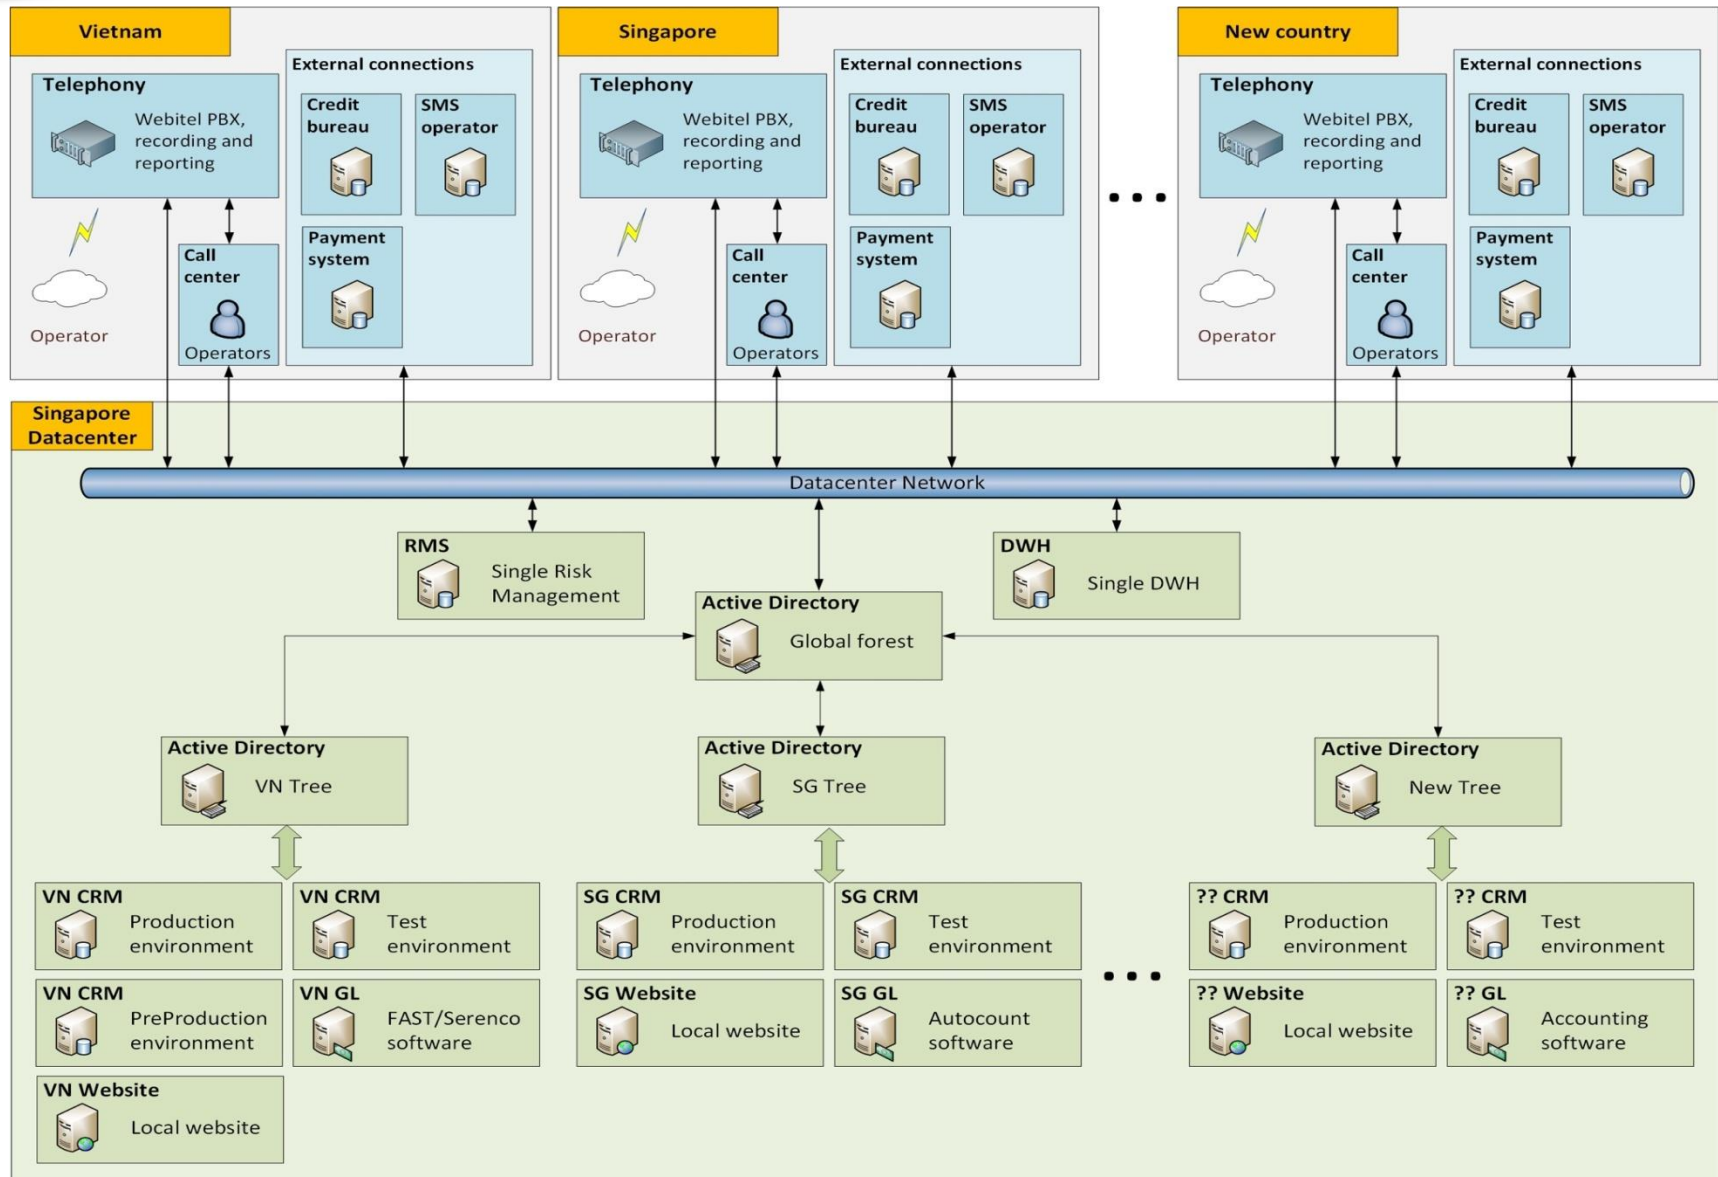 Vietnam
Telephony
Webitel PBX,
recording and
reporting
Operator
Call
center
Operators
External connections
Credit
bureau
SMS
operator
Payment
system
Singapore
Telephony
Webitel PBX,
recording and
reporting
Operator
Call
center
Operators
External connections
Credit
bureau
SMS
operator
Payment
system
...
New country
Telephony
Webitel PBX,
recording and
reporting
Operator
Call
center
Operators
External connections
Credit
bureau
SMS
operator
Payment
system
Singapore
Datacenter
Datacenter Network
RMS
Single Risk
Management
DWH
Single DWH
Active Directory
Global forest
Active Directory
VN Tree
Active Directory
SG Tree
Active Directory
New Tree
VN CRM
Production
environment
VN CRM
Test
environment
VN CRM
PreProduction
environment
VN GL
FAST/Serenco
software
VN Website
Local website
SG CRM
Production
environment
SG CRM
Test
environment
SG Website
Local website
SG GL
Autocount
software
...
?? CRM
Production
environment
?? CRM
Test
environment
?? Website
Local website
?? GL
Accounting
software